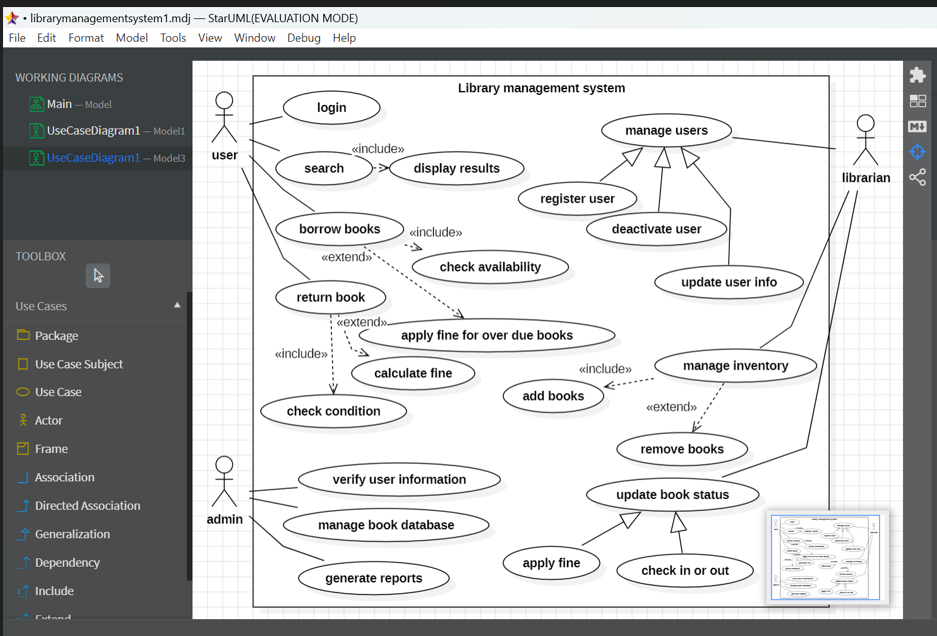 • librarymanagementsystem1.mdj — StarUML(EVALUATION MODE)
File Edit Format Model Tools View Window Debug Help
WORKING DIAGRAMS
Main — Model
UseCaseDiagram1 — Model1
UseCaseDiagram1 — Model3
TOOLBOX
Use Cases
Package
Use Case Subject
Use Case
Actor
Frame
Association
Directed Association
Generalization
Dependency
Include
Extend
Library management system
user
login
search
«include»
display results
borrow books
«include»
check availability
«extend»
return book
«extend»
apply fine for over due books
«include»
calculate fine
check condition
manage users
librarian
register user
deactivate user
update user info
manage inventory
«include»
add books
«extend»
remove books
update book status
apply fine
check in or out
admin
verify user information
manage book database
generate reports
M